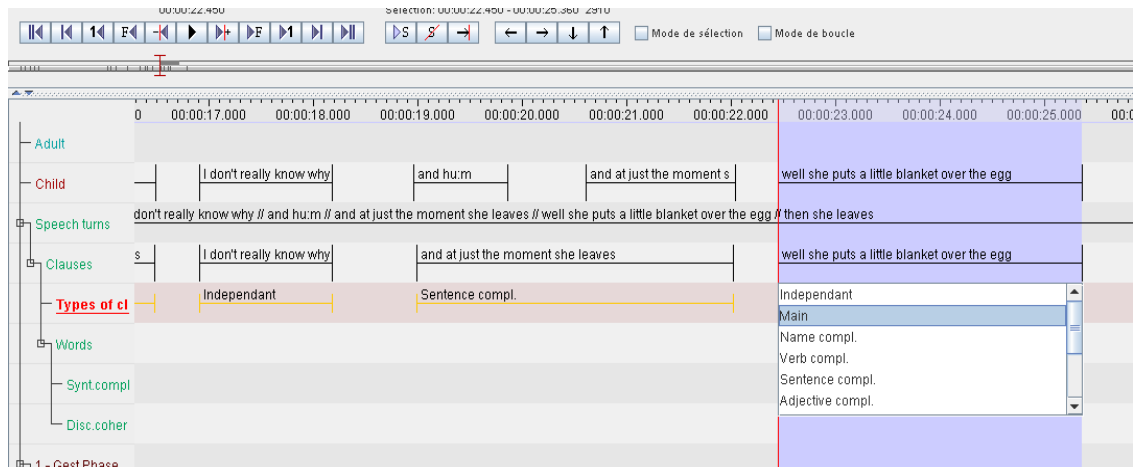 00:00:22.450
Sélection: 00:00:22.450 - 00:00:25.360 2910
1 F S F 1 S S Mode de sélection Mode de boucle
0 00:00:17.000 00:00:18.000 00:00:19.000 00:00:20.000 00:00:21.000 00:00:22.000 00:00:23.000 00:00:24.000 00:00:25.000 00:0
Adult
Child I don't really know why and hu:m and at just the moment s well she puts a little blanket over the egg
Speech turns don't really know why // and hu:m // and at just the moment she leaves // well she puts a little blanket over the egg // then she leaves
Clauses s I don't really know why and at just the moment she leaves well she puts a little blanket over the egg
Types of cl Independant Sentence compl. Independant
Main
Words Name compl.
Verb compl.
Synt.compl Sentence compl.
Adjective compl.
Disc.coher
1 - Gest Phase